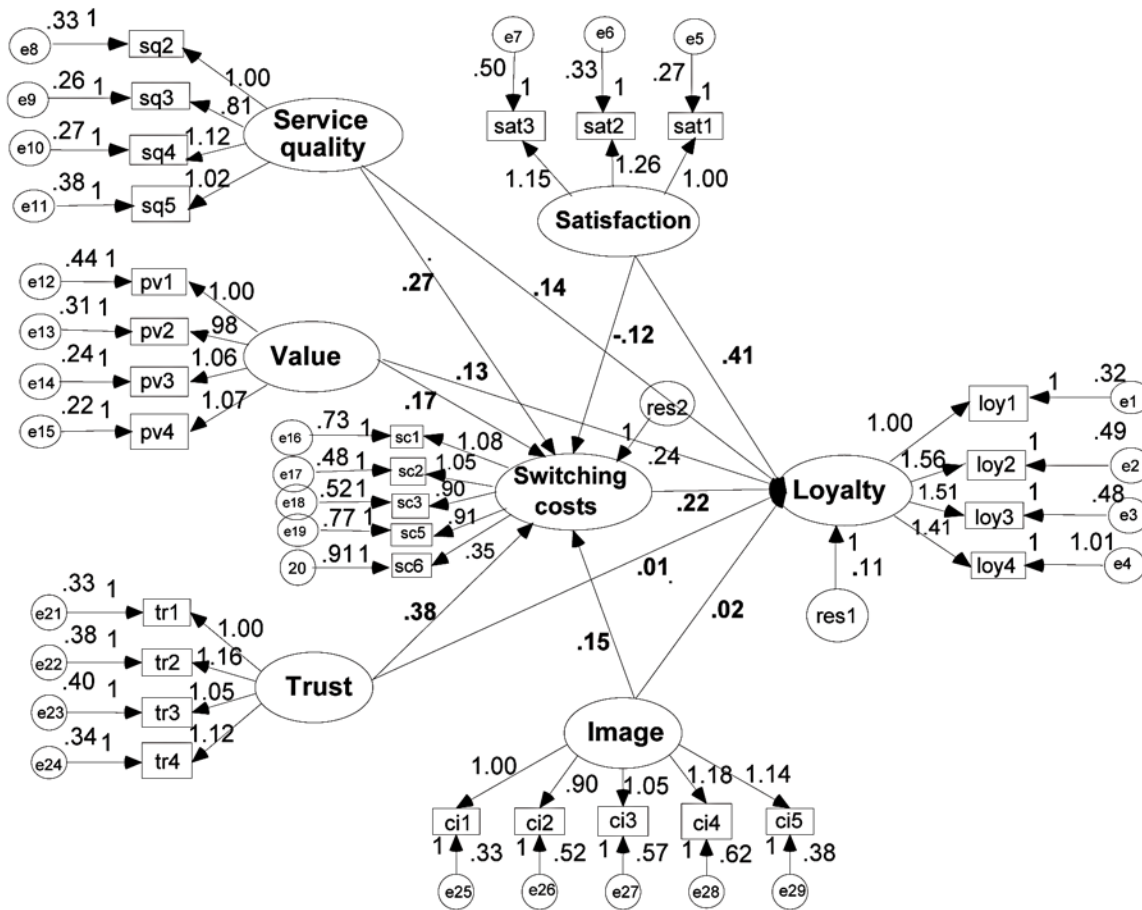 .33 1
e8
sq2
1.00
.26 1
e9
sq3
.81
.27 1
e10
sq4
1.12
.38 1
e11
sq5
1.02
Service
quality
e7
e6
e5
.50
.33
.27
1
1
1
sat3
sat2
sat1
1.15
1.26
1.00
Satisfaction
.27
.14
-.12
.41
.44 1
e12
pv1
1.00
.31 1
e13
pv2
.98
.24 1
e14
pv3
1.06
.22 1
e15
pv4
1.07
Value
.13
.17
res2
1
.24
.73 1
e16
sc1
1.08
.48 1
e17
sc2
1.05
.52 1
e18
sc3
.90
.77 1
e19
sc5
.91
.91 1
20
sc6
.35
Switching
costs
.22
Loyalty
1.00
loy1
1
.32
e1
1.56
loy2
1
.49
e2
1.51
loy3
1
.48
e3
1.41
loy4
1
1.01
e4
1
.11
res1
.33 1
e21
tr1
1.00
.38 1
e22
tr2
1.16
.40 1
e23
tr3
1.05
.34 1
e24
tr4
1.12
Trust
.38
.01
.15
.02
Image
1.00
.90
1.05
1.18
1.14
ci1
ci2
ci3
ci4
ci5
1 .33
1 .52
1 .57
1 .62
1 .38
e25
e26
e27
e28
e29